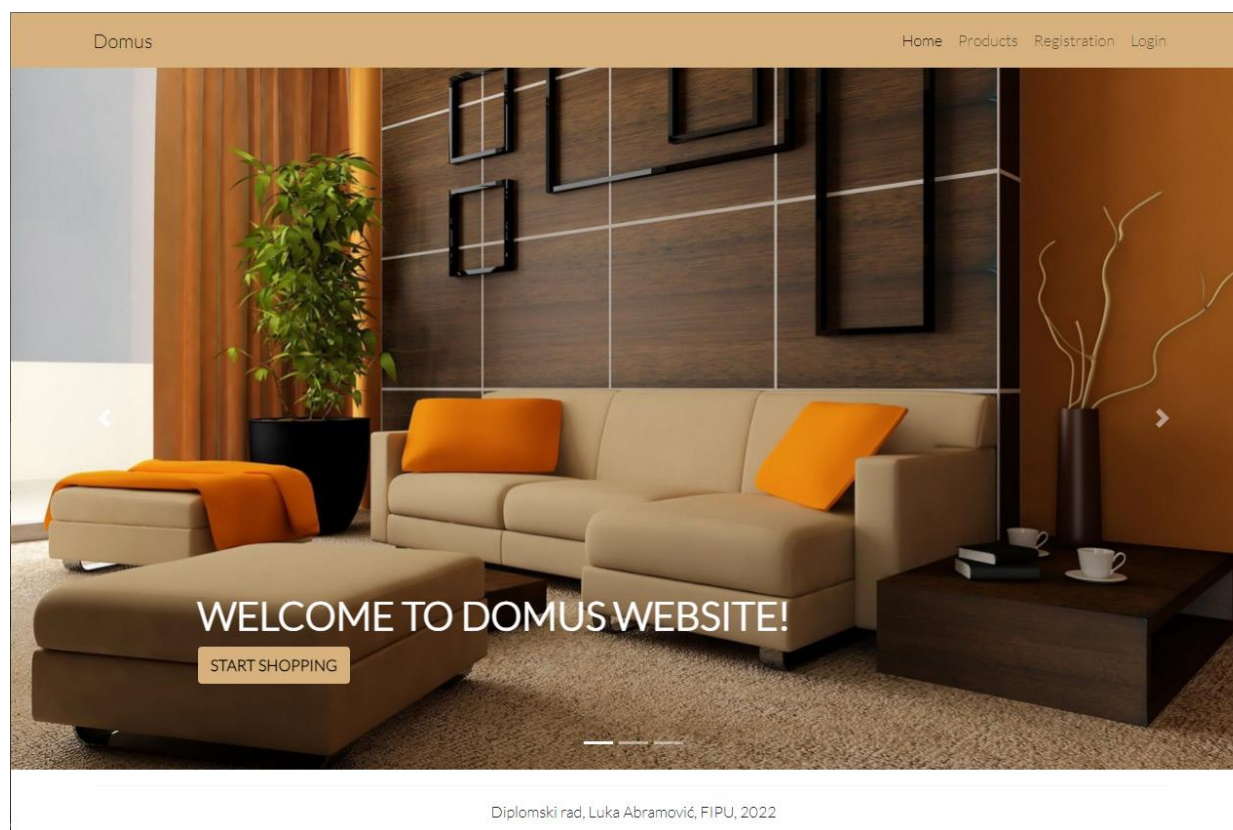 Domus
Home Products Registration Login
WELCOME TO DOMUS WEBSITE!
START SHOPPING
Diplomski rad, Luka Abramović, FIPU, 2022